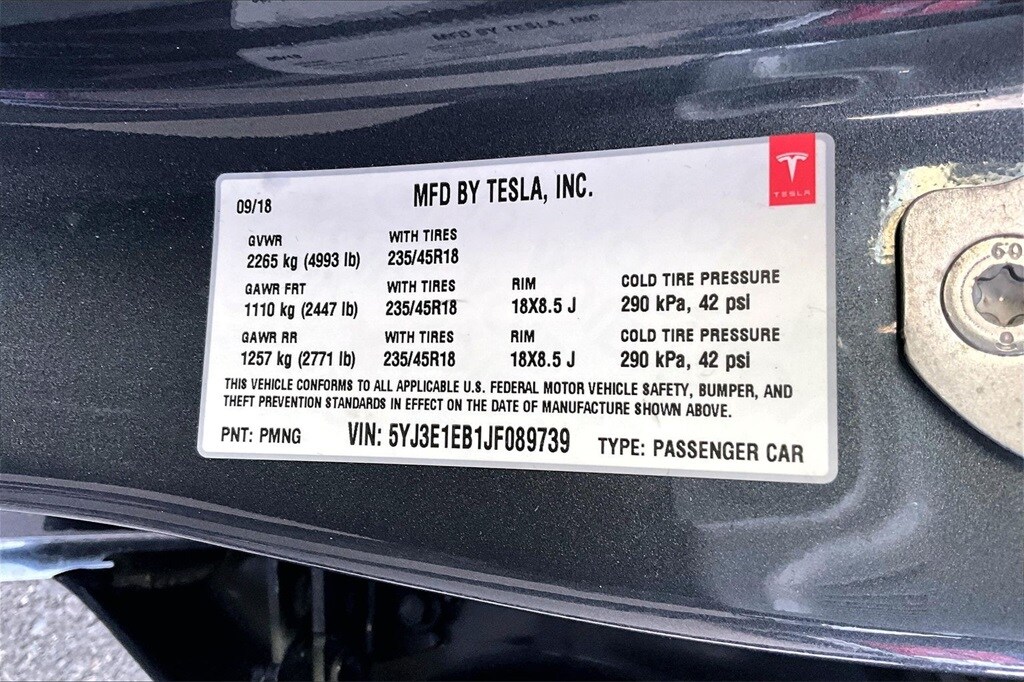 MFD BY TESLA, INC.
09/18
TESLA
09/18 MFD BY TESLA, INC.
GVWR WITH TIRES
2265 kg (4993 lb) 235/45R18
GAWR FRT WITH TIRES RIM COLD TIRE PRESSURE
1110 kg (2447 lb) 235/45R18 18X8.5 J 290 kPa, 42 psi
GAWR RR WITH TIRES RIM COLD TIRE PRESSURE
1257 kg (2771 lb) 235/45R18 18X8.5 J 290 kPa, 42 psi
THIS VEHICLE CONFORMS TO ALL APPLICABLE U.S. FEDERAL MOTOR VEHICLE SAFETY, BUMPER, AND
THEFT PREVENTION STANDARDS IN EFFECT ON THE DATE OF MANUFACTURE SHOWN ABOVE.
PNT: PMNG VIN: 5YJ3E1EB1JF089739 TYPE: PASSENGER CAR